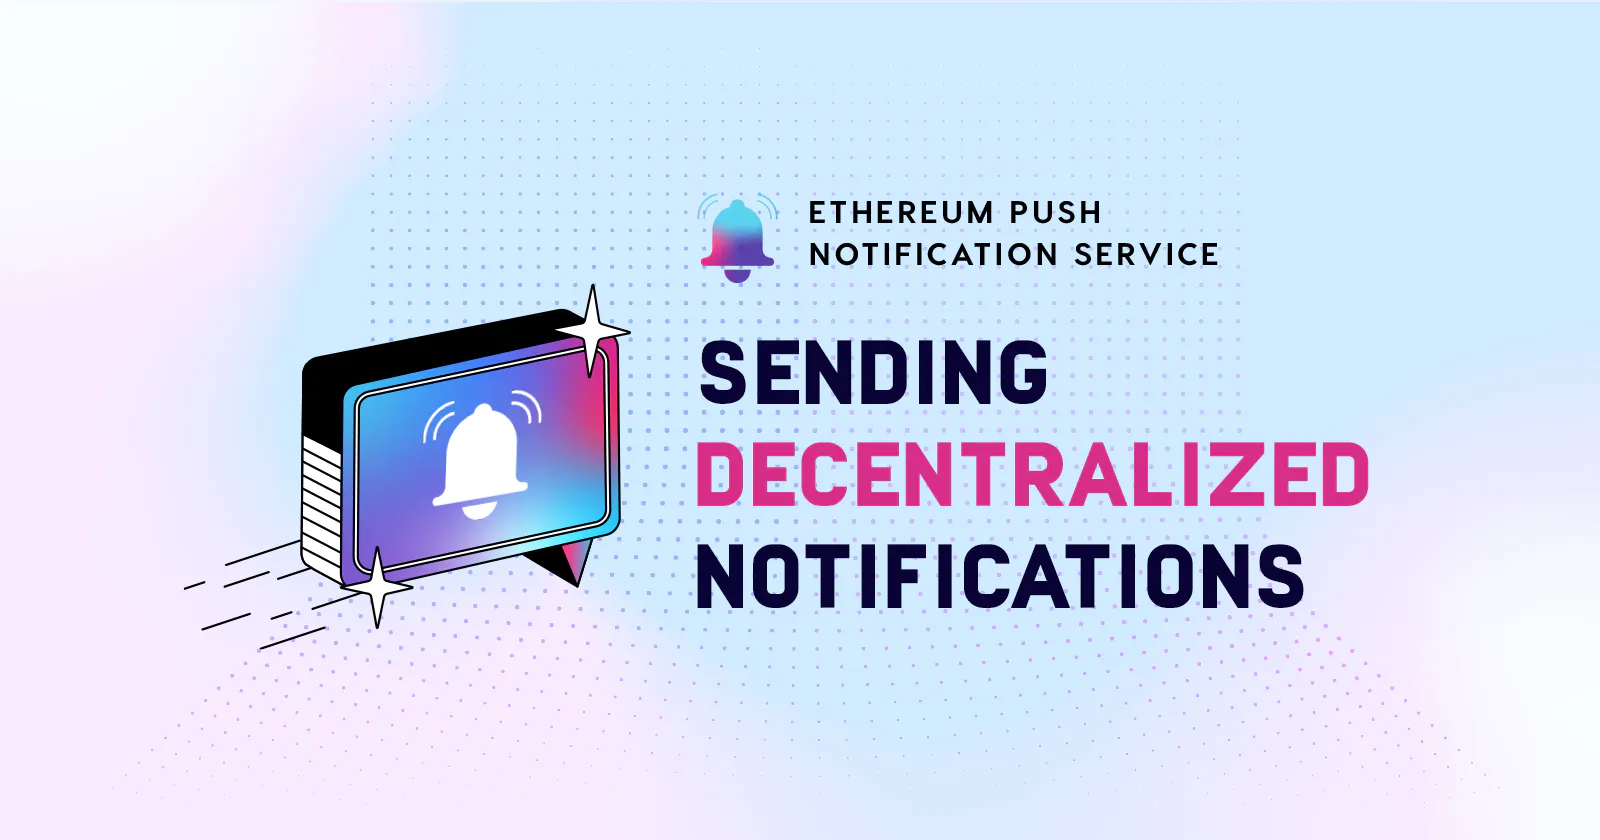 ETHEREUM PUSH
NOTIFICATION SERVICE
SENDING
DECENTRALIZED
NOTIFICATIONS